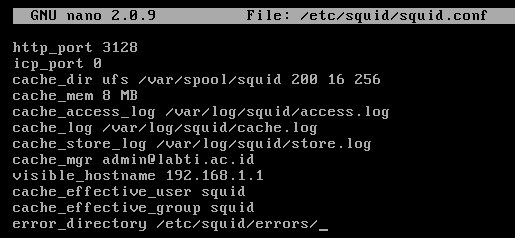 GNU nano 2.0.9 File: /etc/squid/squid.conf
http_port 3128
icp_port 0
cache_dir ufs /var/spool/squid 200 16 256
cache_mem 8 MB
cache_access_log /var/log/squid/access.log
cache_log /var/log/squid/cache.log
cache_store_log /var/log/squid/store.log
cache_mgr admin@labti.ac.id
visible_hostname 192.168.1.1
cache_effective_user squid
cache_effective_group squid
error_directory /etc/squid/errors/